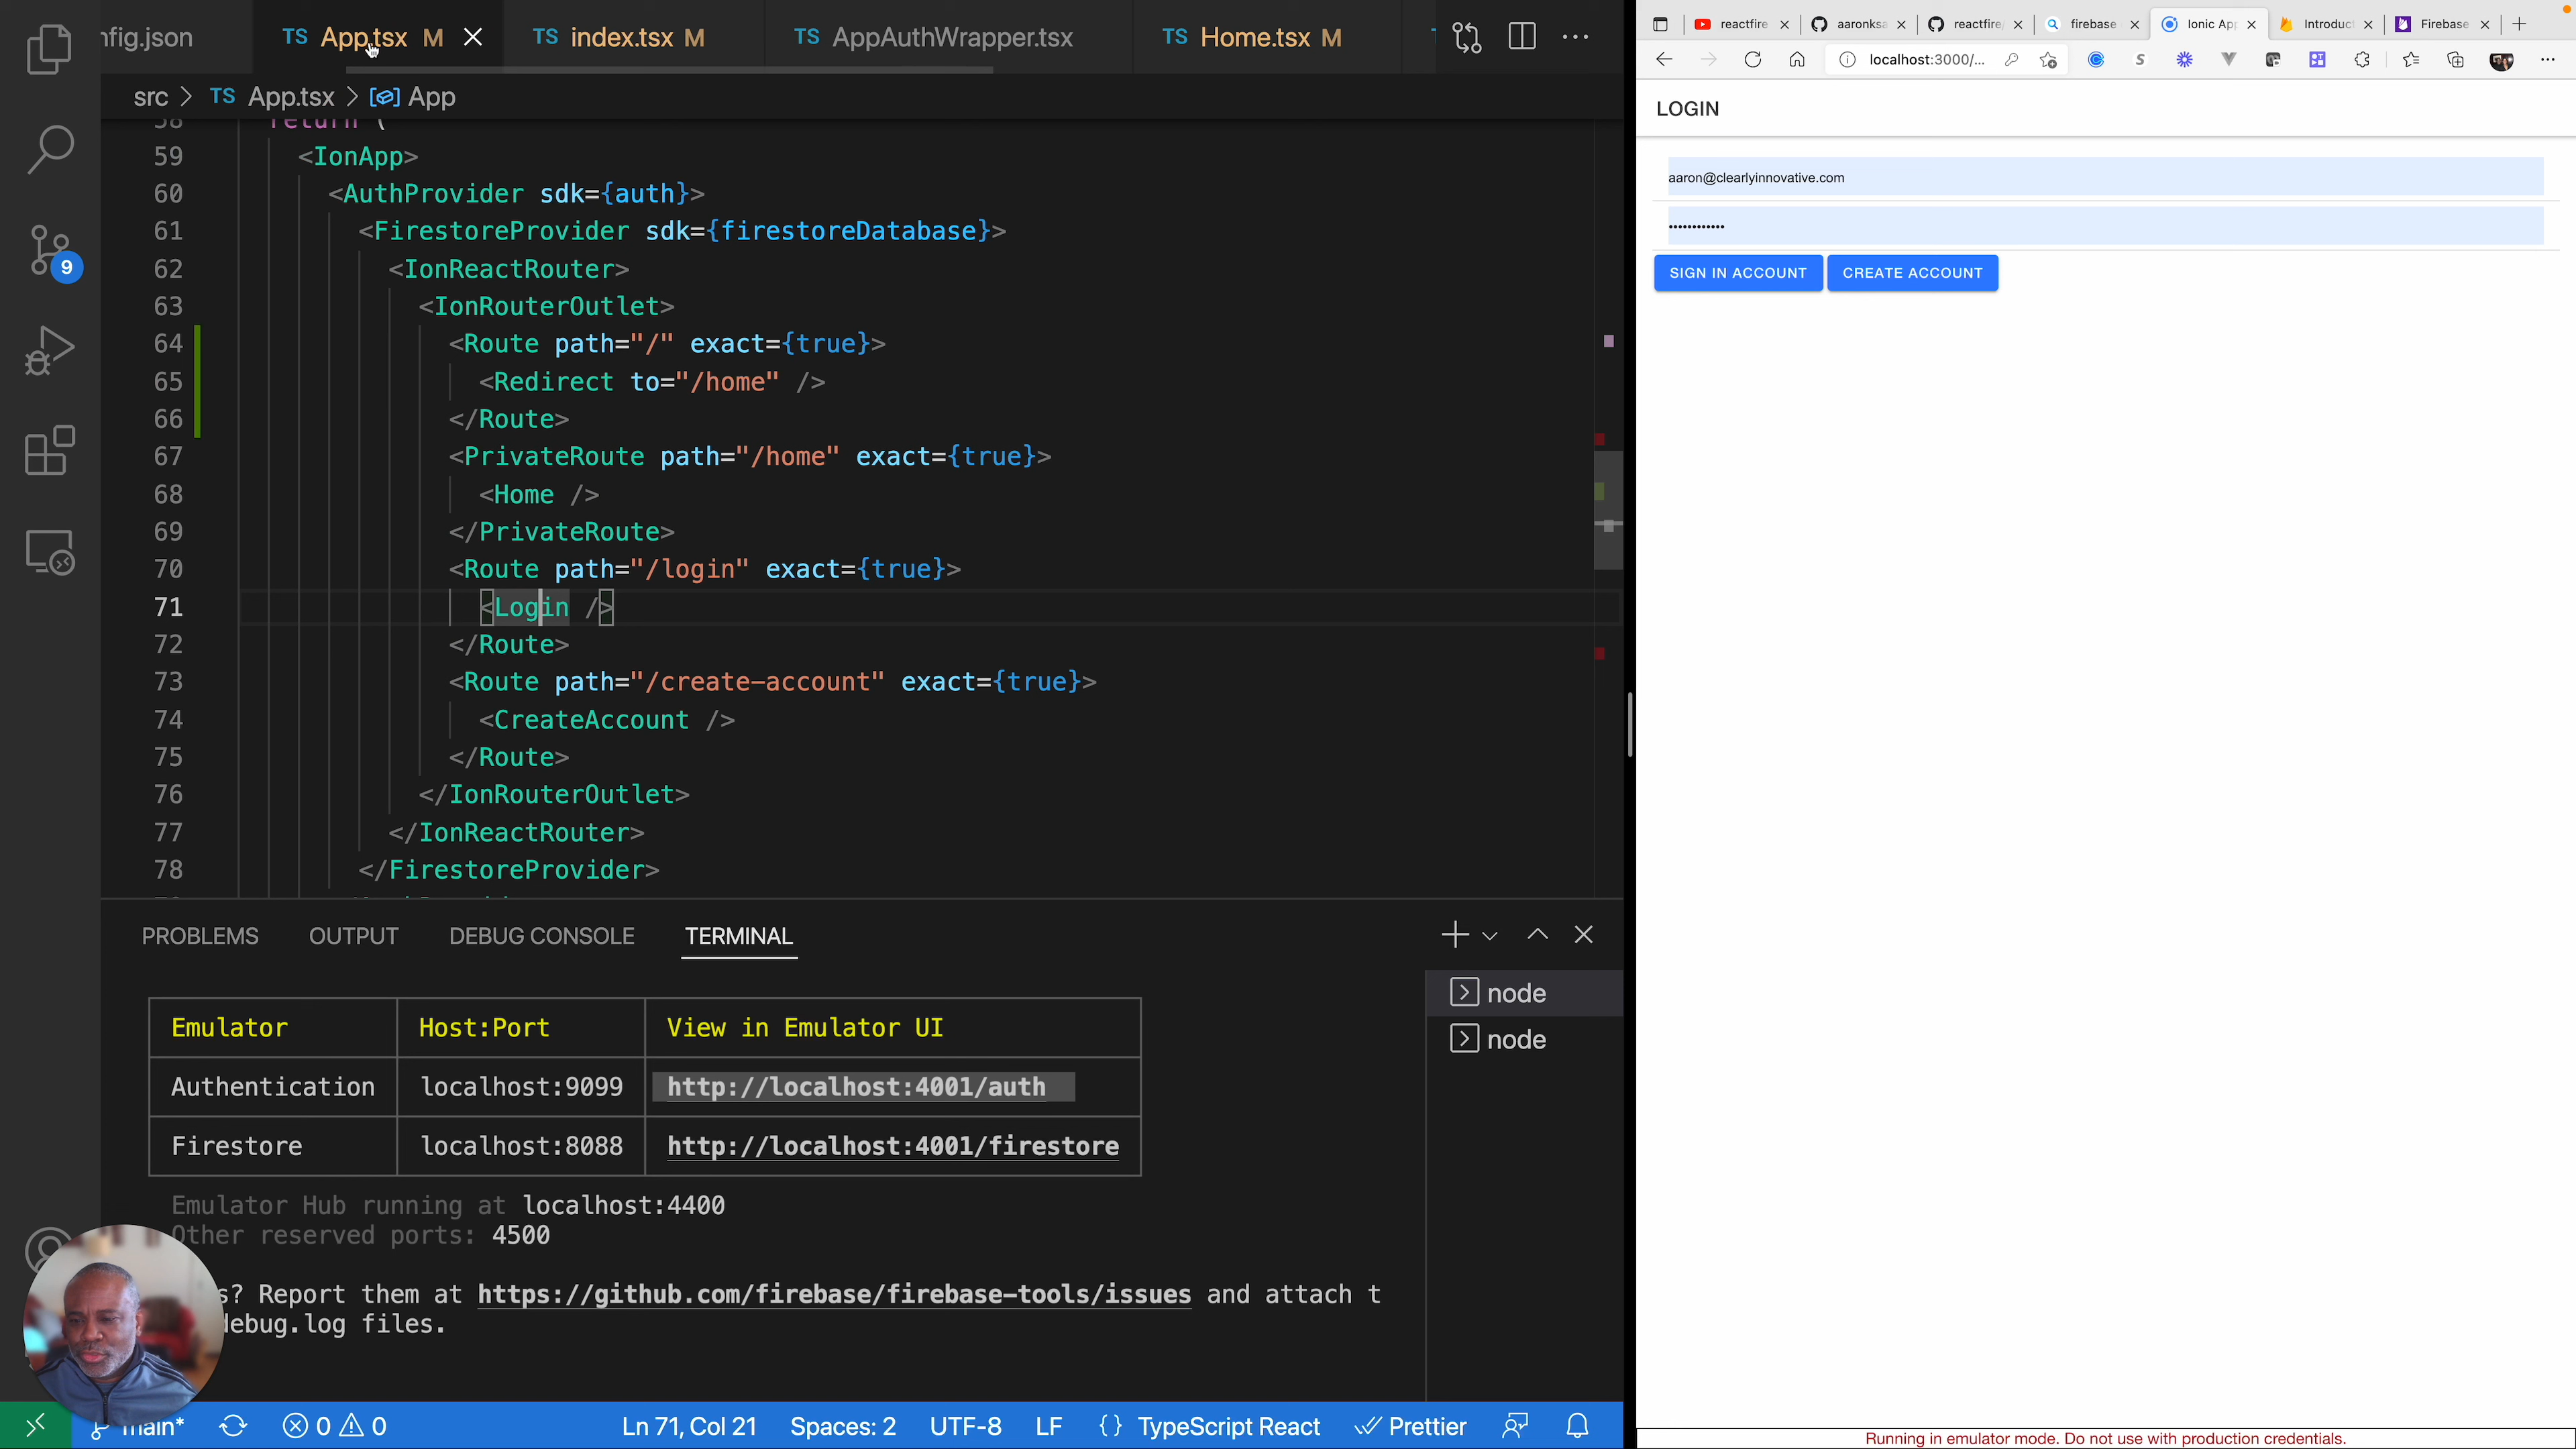 nfig.json
TS App.tsx M
TS index.tsx M
TS AppAuthWrapper.tsx
TS Home.tsx M
src > TS App.tsx > App
58 return (
59 <IonApp>
60 <AuthProvider sdk={auth}>
61 <FirestoreProvider sdk={firestoreDatabase}>
62 <IonReactRouter>
63 <IonRouterOutlet>
64 <Route path="/" exact={true}>
65 <Redirect to="/home" />
66 </Route>
67 <PrivateRoute path="/home" exact={true}>
68 <Home />
69 </PrivateRoute>
70 <Route path="/login" exact={true}>
71 <Login />
72 </Route>
73 <Route path="/create-account" exact={true}>
74 <CreateAccount />
75 </Route>
76 </IonRouterOutlet>
77 </IonReactRouter>
78 </FirestoreProvider>
9
PROBLEMS OUTPUT DEBUG CONSOLE TERMINAL
Emulator Host:Port View in Emulator UI
Authentication localhost:9099 http://localhost:4001/auth
Firestore localhost:8088 http://localhost:4001/firestore
Emulator Hub running at localhost:4400
Other reserved ports: 4500
s? Report them at https://github.com/firebase/firebase-tools/issues and attach t
debug.log files.
node
node
main* 0 0 Ln 71, Col 21 Spaces: 2 UTF-8 LF {} TypeScript React Prettier
reactfire aaronksa reactfire/ firebase Ionic App Introduct Firebase
localhost:3000/...
LOGIN
aaron@clearlyinnovative.com
••••••••••••
SIGN IN ACCOUNT CREATE ACCOUNT
Running in emulator mode. Do not use with production credentials.